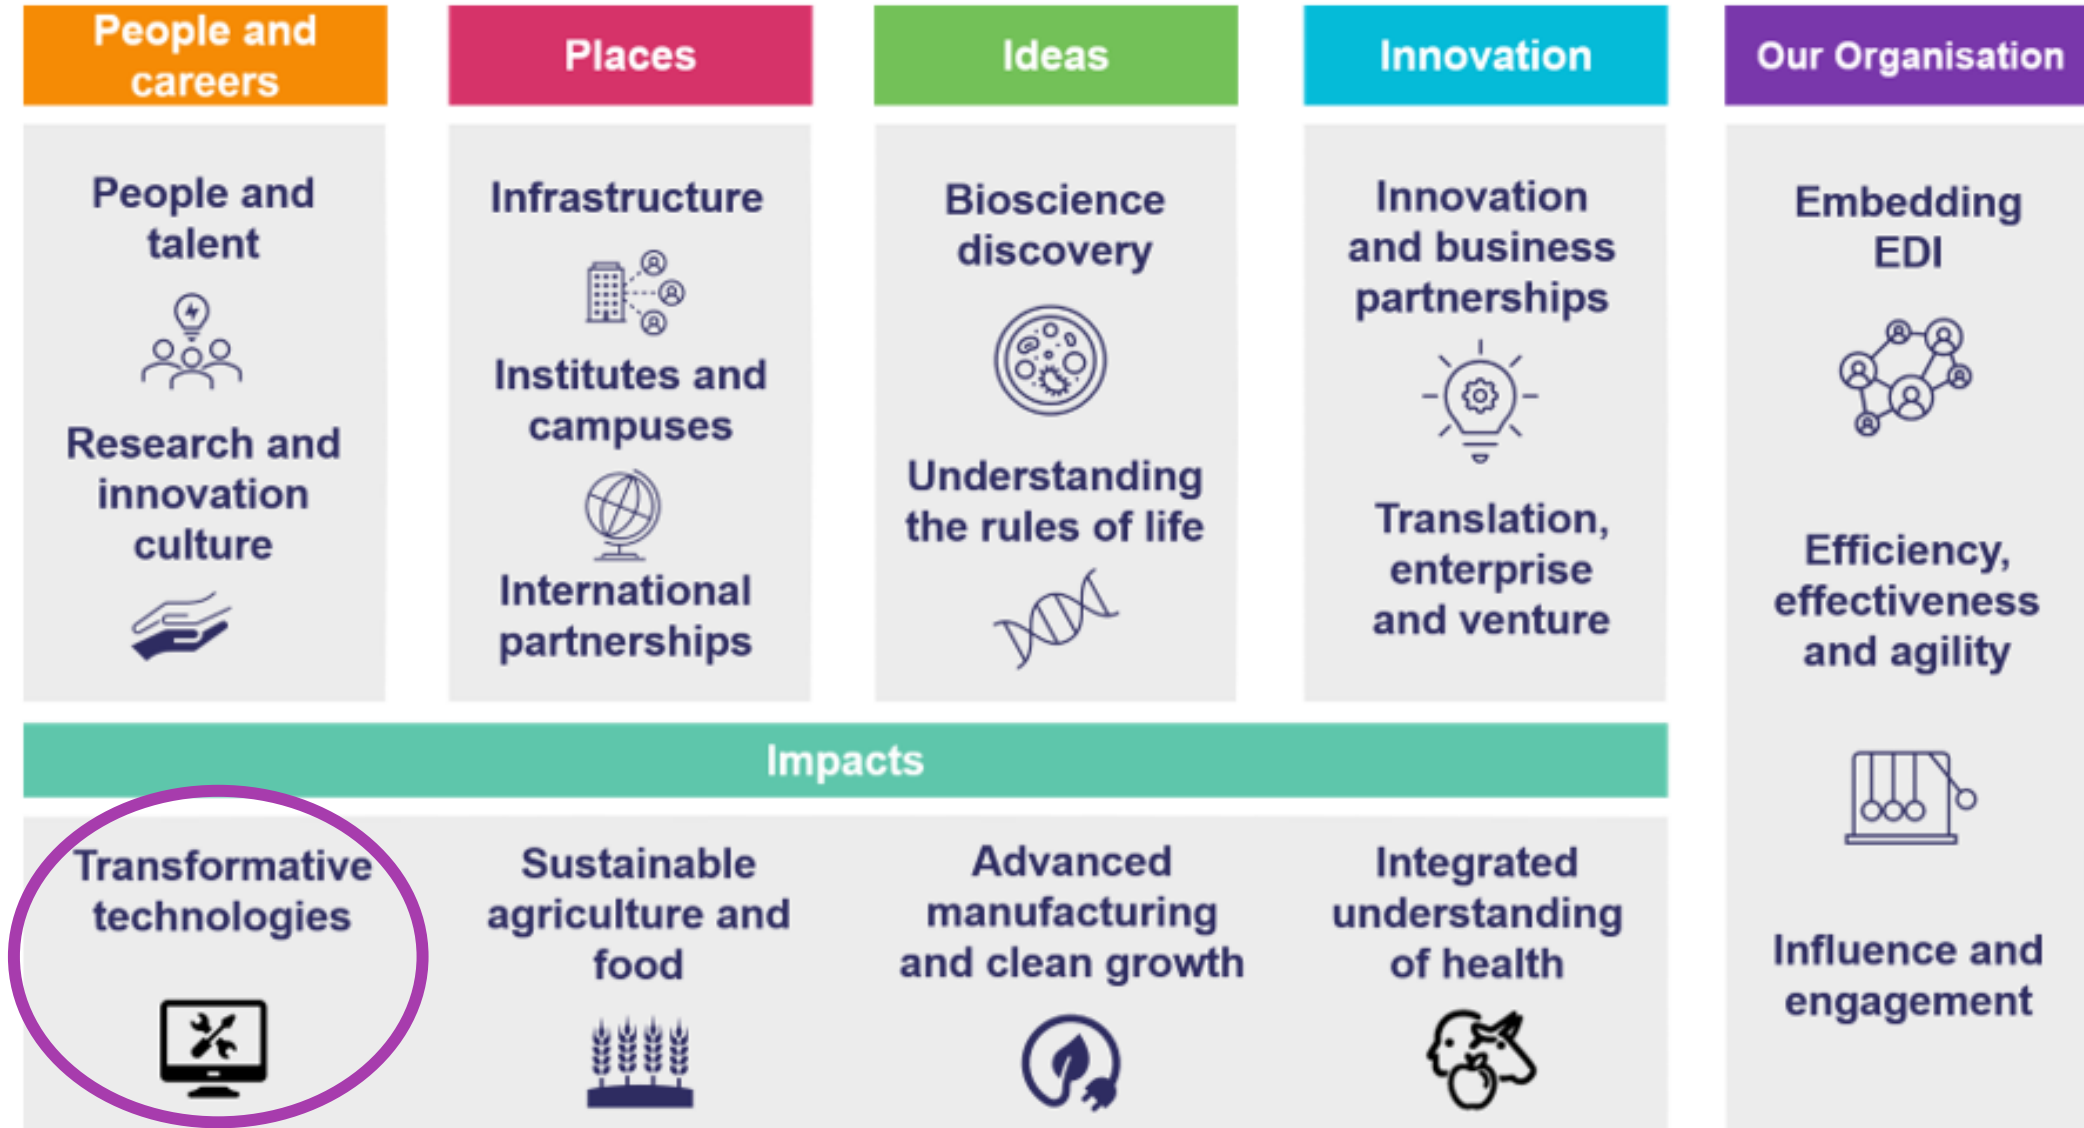 People and
careers
People and
talent
Research and
innovation
culture
Places
Infrastructure
Institutes and
campuses
International
partnerships
Ideas
Bioscience
discovery
Understanding
the rules of life
Innovation
Innovation
and business
partnerships
Translation,
enterprise
and venture
Our Organisation
Embedding
EDI
Efficiency,
effectiveness
and agility
Influence and
engagement
Impacts
Transformative
technologies
Sustainable
agriculture and
food
Advanced
manufacturing
and clean growth
Integrated
understanding
of health